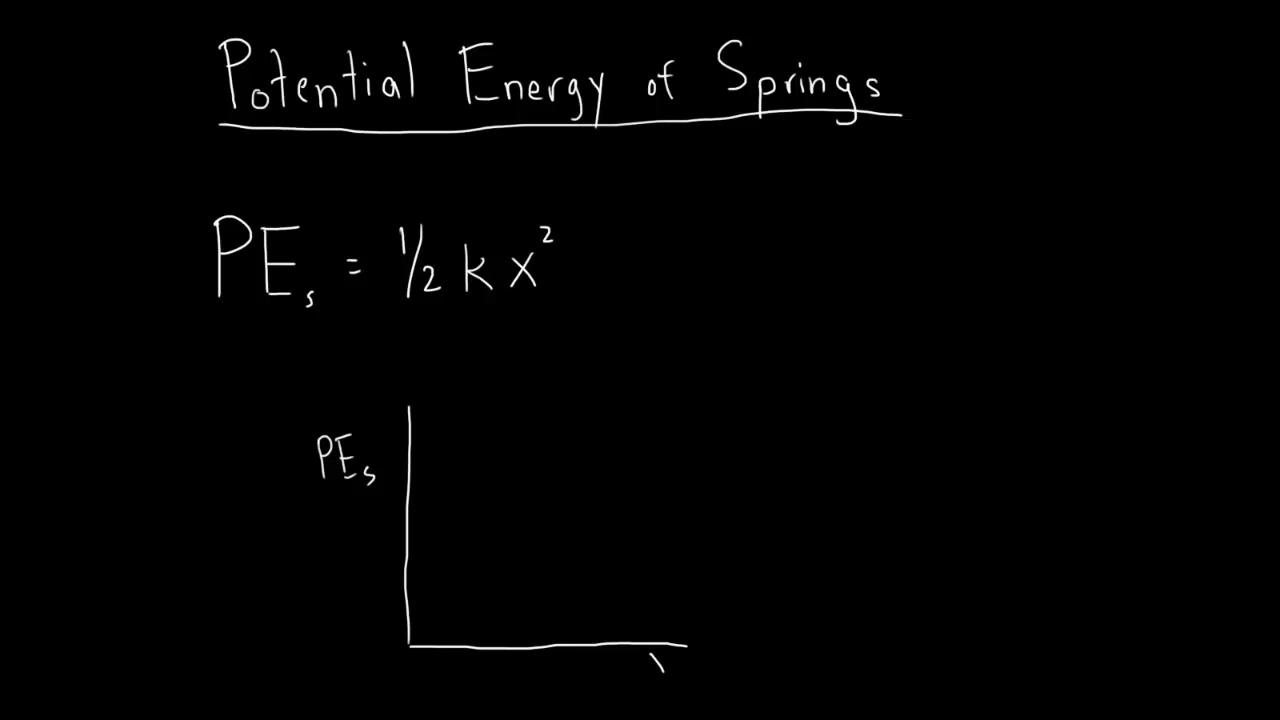 Potential Energy of Springs
PEs = 1/2 k x²
PEs